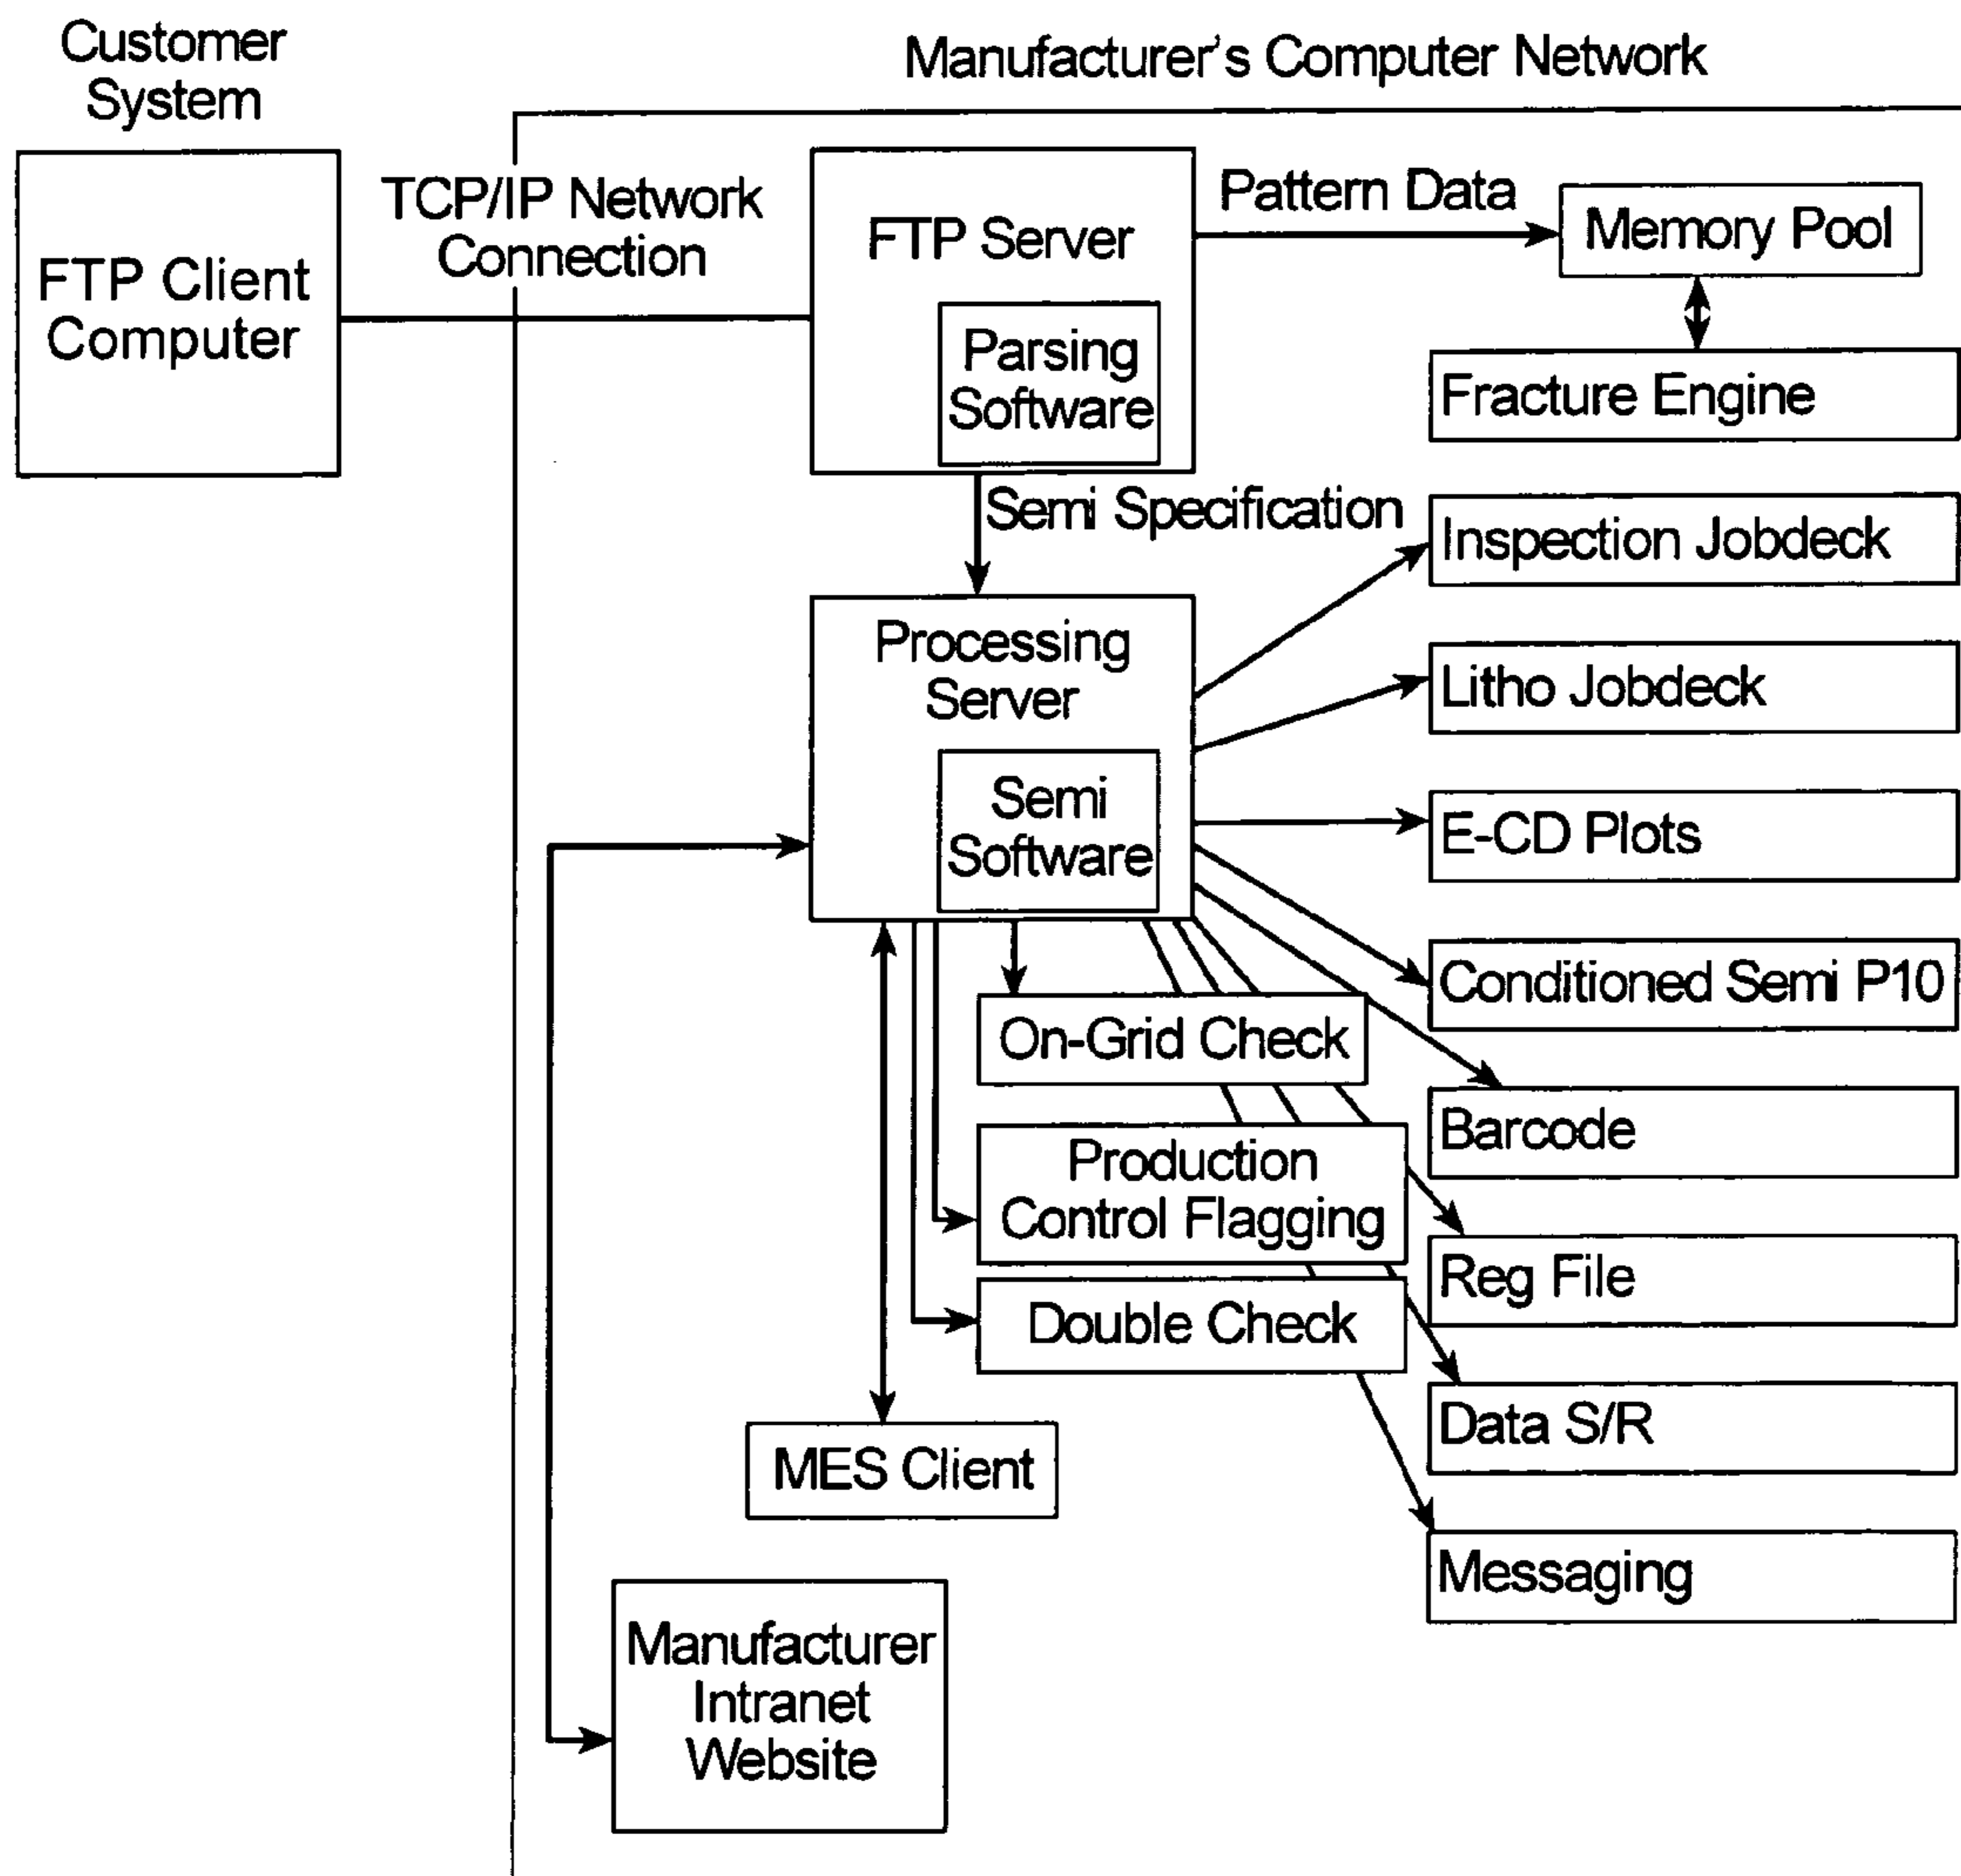 Customer
System
Manufacturer's Computer Network
FTP Client
Computer
TCP/IP Network
Connection
FTP Server
Parsing
Software
Pattern Data
Memory Pool
Fracture Engine
Semi Specification
Processing
Server
Semi
Software
Inspection Jobdeck
Litho Jobdeck
E-CD Plots
Conditioned Semi P10
Barcode
Reg File
Data S/R
Messaging
On-Grid Check
Production
Control Flagging
Double Check
MES Client
Manufacturer
Intranet
Website